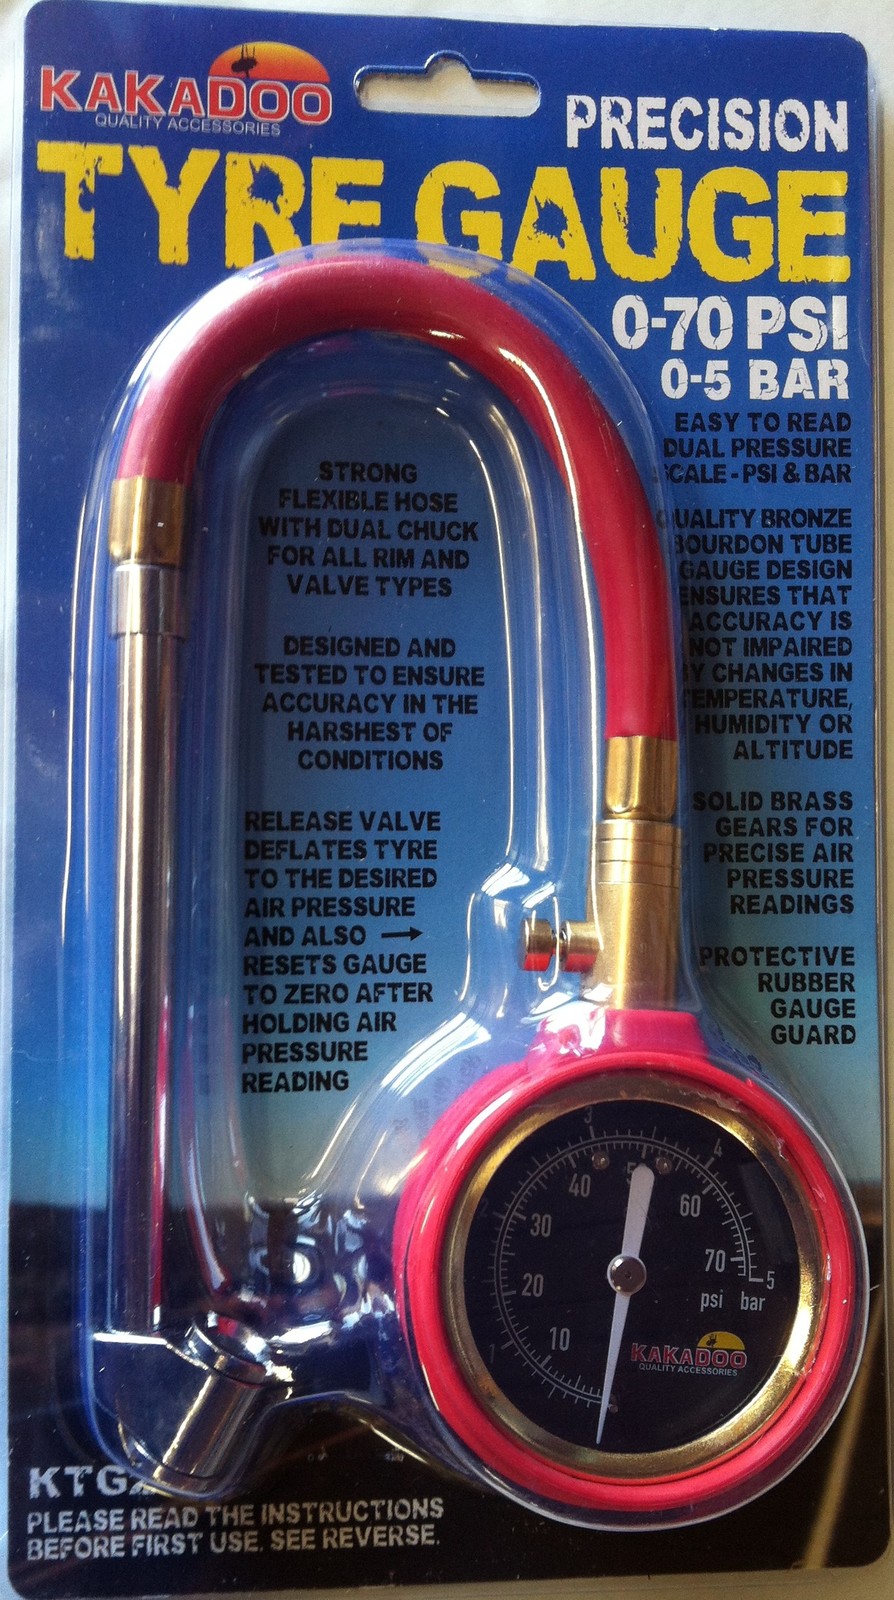 KAKADOO
QUALITY ACCESSORIES
PRECISION
TYRE GAUGE
0-70 PSI
0-5 BAR
EASY TO READ
DUAL PRESSURE
SCALE - PSI & BAR
QUALITY BRONZE
BOURDON TUBE
GAUGE DESIGN
ENSURES THAT
ACCURACY IS
NOT IMPAIRED
BY CHANGES IN
TEMPERATURE,
HUMIDITY OR
ALTITUDE
SOLID BRASS
GEARS FOR
PRECISE AIR
PRESSURE
READINGS
PROTECTIVE
RUBBER
GAUGE
GUARD
STRONG
FLEXIBLE HOSE
WITH DUAL CHUCK
FOR ALL RIM AND
VALVE TYPES
DESIGNED AND
TESTED TO ENSURE
ACCURACY IN THE
HARSHEST OF
CONDITIONS
RELEASE VALVE
DEFLATES TYRE
TO THE DESIRED
AIR PRESSURE
AND ALSO →
RESETS GAUGE
TO ZERO AFTER
HOLDING AIR
PRESSURE
READING
3
4
40
60
30
70
5
20
psi bar
10
1
KAKADOO
QUALITY ACCESSORIES
PLEASE READ THE INSTRUCTIONS
BEFORE FIRST USE. SEE REVERSE.